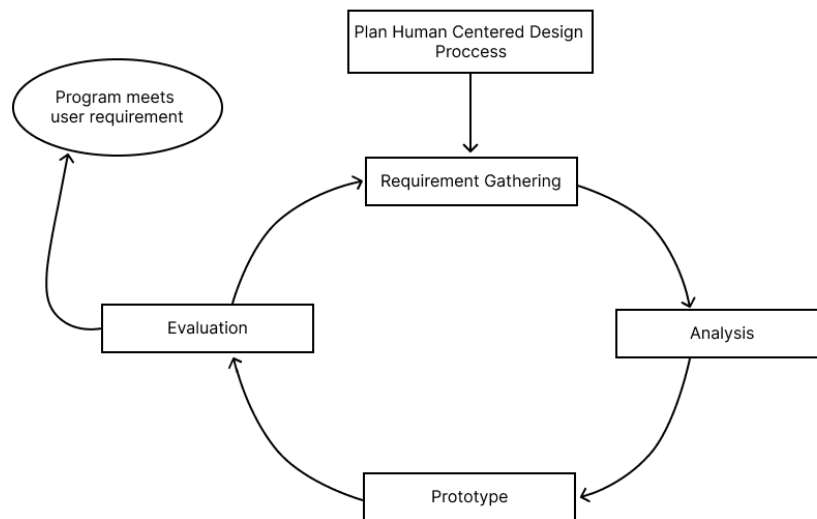 Plan Human Centered Design
Proccess
Program meets
user requirement
Requirement Gathering
Evaluation
Analysis
Prototype